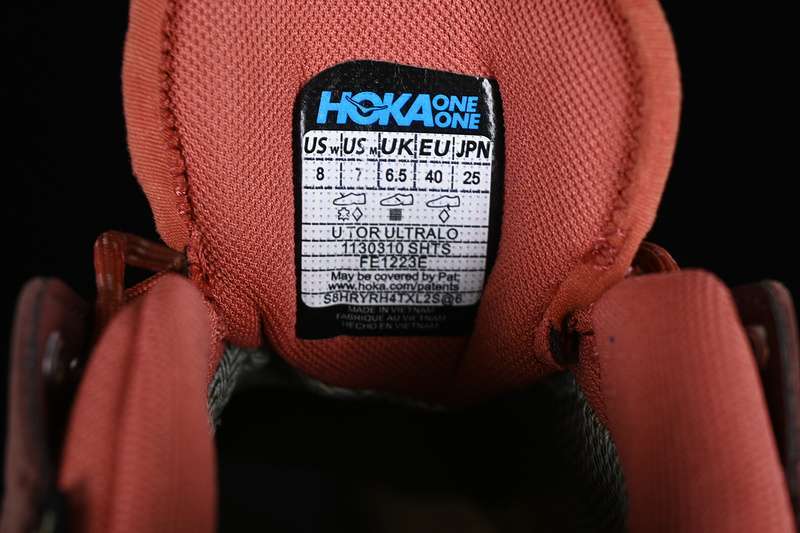 HOKA ONE ONE
US W US M UK EU JPN
8 7 6.5 40 25
U TOR ULTRALO
1130310 SHTS
FE1223E
May be covered by Pat:
www.hoka.com/patents
S8HRYRH4TXL2S@6
MADE IN VIETNAM
FABRIQUE AU VIETNAM
HECHO EN VIETNAM